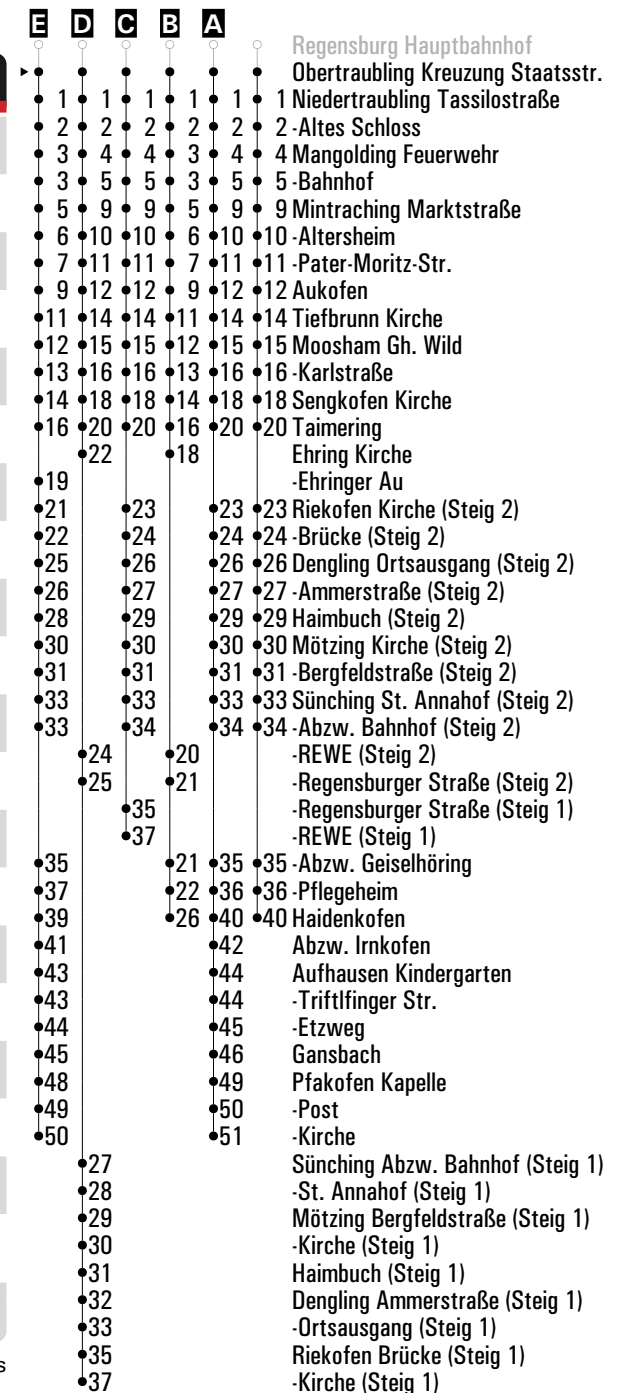 E D C B A
Regensburg Hauptbahnhof
Obertraubling Kreuzung Staatsstr.
1 1 1 1 1 1 Niedertraubling Tassilostraße
2 2 2 2 2 2 -Altes Schloss
3 4 4 3 4 4 Mangolding Feuerwehr
3 5 5 3 5 5 -Bahnhof
5 9 9 5 9 9 Mintraching Marktstraße
6 10 10 6 10 10 -Altersheim
7 11 11 7 11 11 -Pater-Moritz-Str.
9 12 12 9 12 12 Aukofen
11 14 14 11 14 14 Tiefbrunn Kirche
12 15 15 12 15 15 Moosham Gh. Wild
13 16 16 13 16 16 -Karlstraße
14 18 18 14 18 18 Sengkofen Kirche
16 20 20 16 20 20 Taimering
22 18 Ehring Kirche
19 -Ehringer Au
21 23 23 23 Riekofen Kirche (Steig 2)
22 24 24 24 -Brücke (Steig 2)
25 26 26 26 Dengling Ortsausgang (Steig 2)
26 27 27 27 -Ammerstraße (Steig 2)
28 29 29 29 Haimbuch (Steig 2)
30 30 30 30 Mötzing Kirche (Steig 2)
31 31 31 31 -Bergfeldstraße (Steig 2)
33 33 33 33 Sünching St. Annahof (Steig 2)
33 34 34 34 -Abzw. Bahnhof (Steig 2)
24 20 -REWE (Steig 2)
25 21 -Regensburger Straße (Steig 2)
35 -Regensburger Straße (Steig 1)
37 -REWE (Steig 1)
35 21 35 35 -Abzw. Geiselhöring
37 22 36 36 -Pflegeheim
39 26 40 40 Haidenkofen
41 42 Abzw. Irnkofen
43 44 Aufhausen Kindergarten
43 44 -Triftlfinger Str.
44 45 -Etzweg
45 46 Gansbach
48 49 Pfakofen Kapelle
49 50 -Post
50 51 -Kirche
27 Sünching Abzw. Bahnhof (Steig 1)
28 -St. Annahof (Steig 1)
29 Mötzing Bergfeldstraße (Steig 1)
30 -Kirche (Steig 1)
31 Haimbuch (Steig 1)
32 Dengling Ammerstraße (Steig 1)
33 -Ortsausgang (Steig 1)
35 Riekofen Brücke (Steig 1)
37 -Kirche (Steig 1)